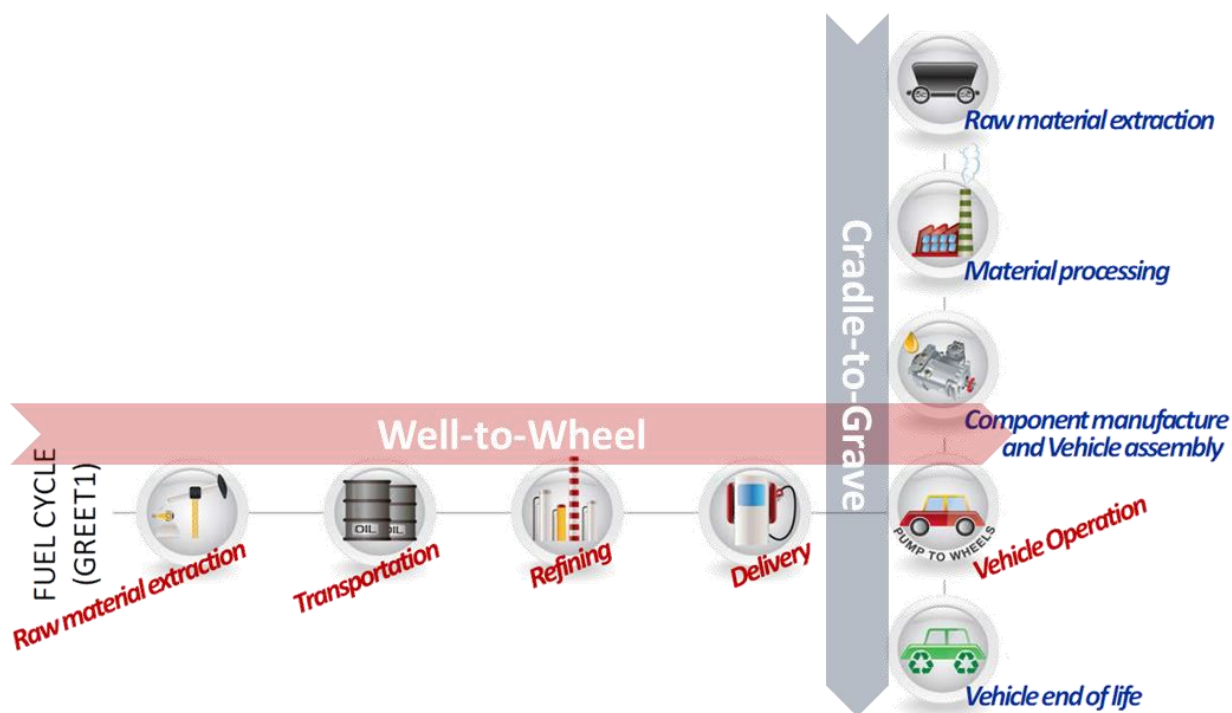 Cradle-to-Grave
Raw material extraction
Material processing
Component manufacture
and Vehicle assembly
Well-to-Wheel
FUEL CYCLE
(GREET1)
Raw material extraction
Transportation
OIL
OIL
Refining
Delivery
PUMP TO WHEELS
Vehicle Operation
Vehicle end of life